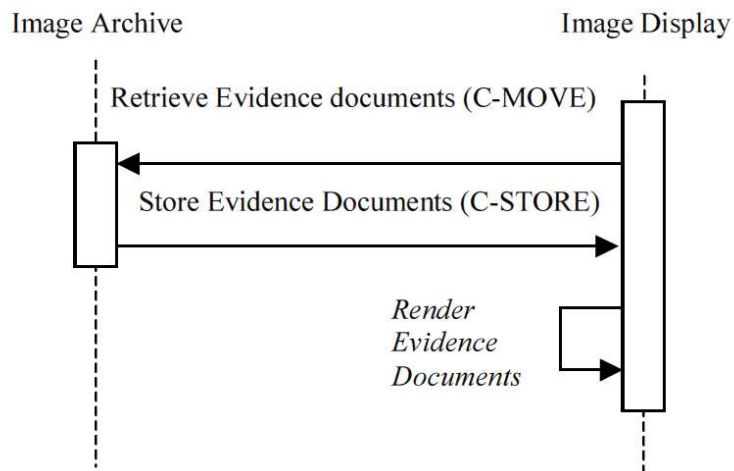 Image Archive
Image Display
Retrieve Evidence documents (C-MOVE)
Store Evidence Documents (C-STORE)
Render
Evidence
Documents